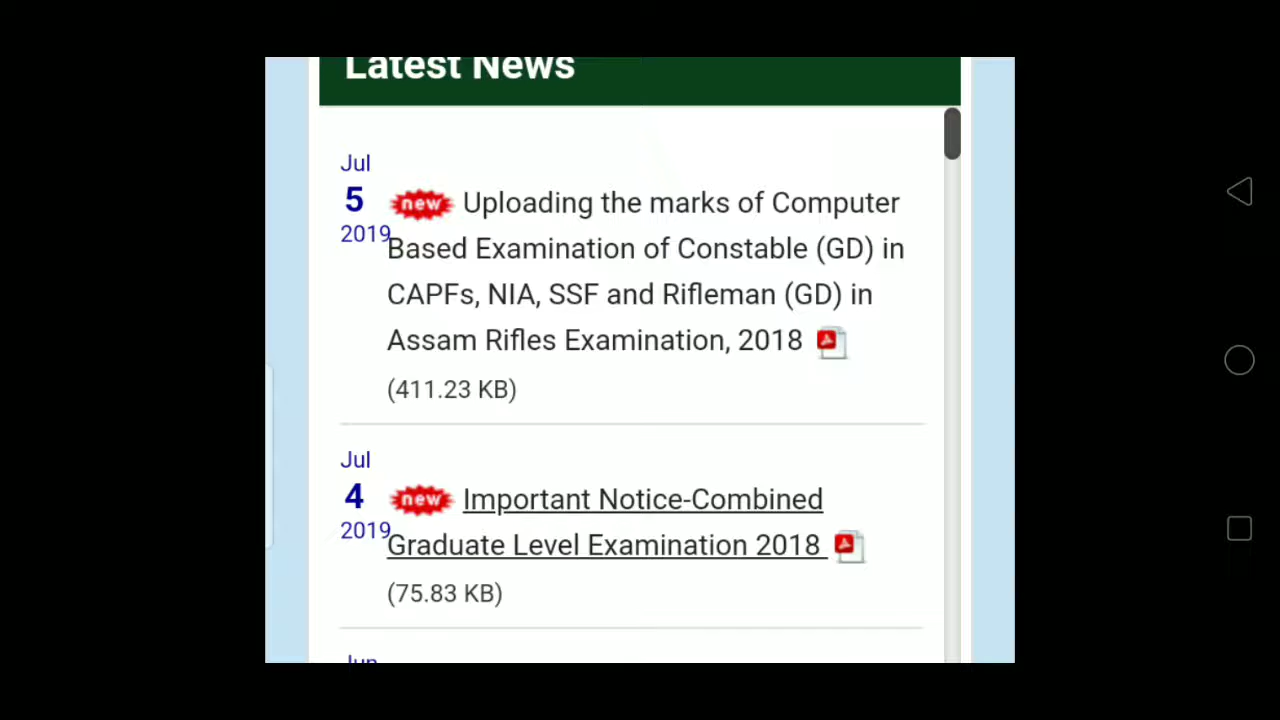 Latest News
Jul
5
2019
new Uploading the marks of Computer
Based Examination of Constable (GD) in
CAPFs, NIA, SSF and Rifleman (GD) in
Assam Rifles Examination, 2018
(411.23 KB)
Jul
4
2019
new Important Notice-Combined
Graduate Level Examination 2018
(75.83 KB)
Jun